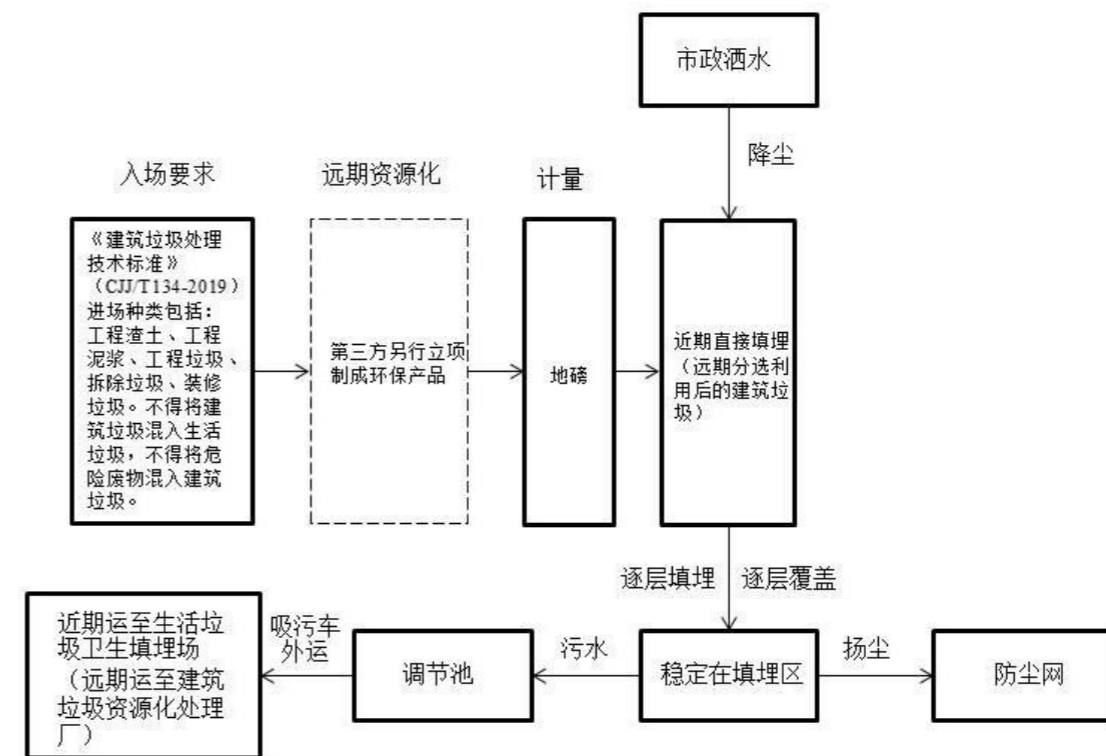 市政洒水
降尘
入场要求
远期资源化
计量
《建筑垃圾处理
技术标准》
（CJJ/T134-2019）
进场种类包括：
工程渣土、工程
泥浆、工程垃圾、
拆除垃圾、装修
垃圾。不得将建
筑垃圾混入生活
垃圾，不得将危
险废物混入建筑
垃圾。
第三方另行立项
制成环保产品
地磅
近期直接填埋
（远期分选利
用后的建筑垃
圾）
逐层填埋
逐层覆盖
近期运至生活垃
圾卫生填埋场
（远期运至建筑
垃圾资源化处理
厂）
吸污车
外运
调节池
污水
稳定在填埋区
扬尘
防尘网